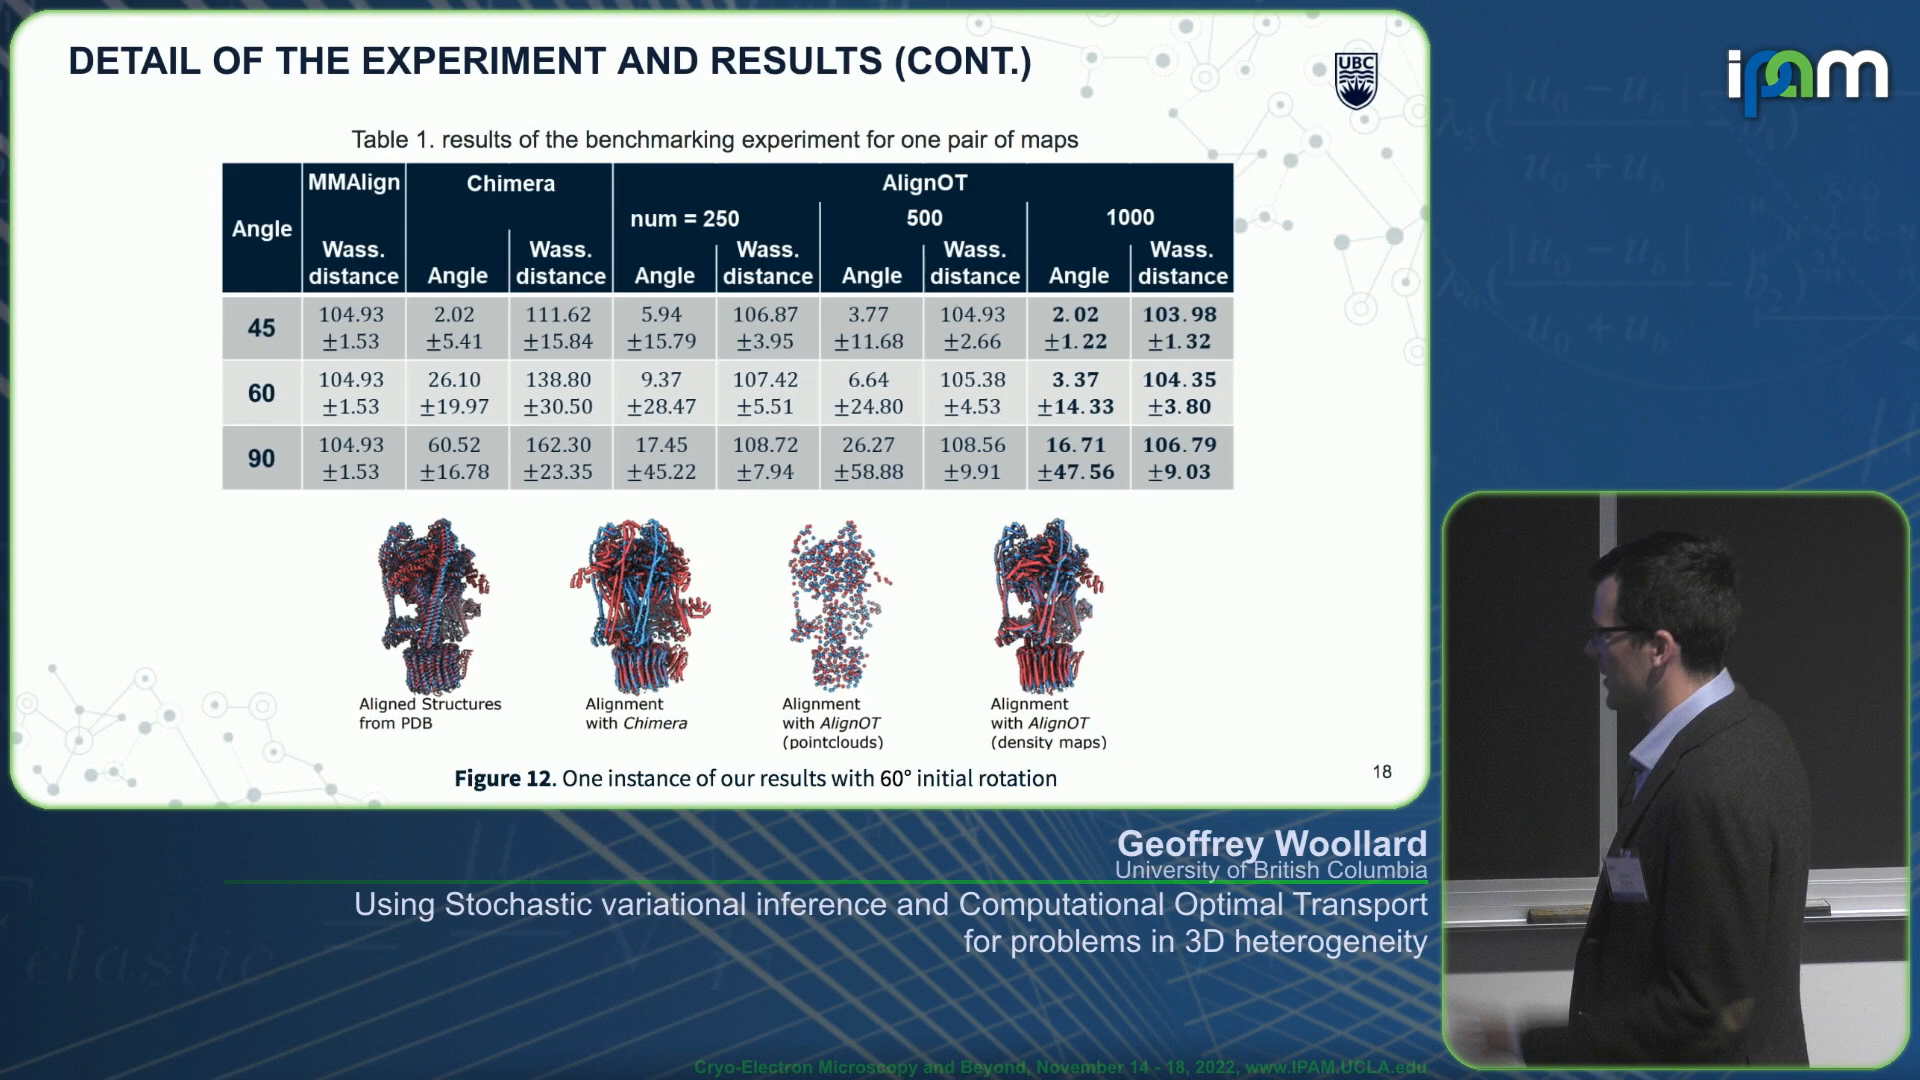 DETAIL OF THE EXPERIMENT AND RESULTS (CONT.)
UBC
ipam
Table 1. results of the benchmarking experiment for one pair of maps
Angle MMAlign Chimera AlignOT
num = 250 500 1000
Wass. distance Angle Wass. distance Angle Wass. distance Angle Wass. distance Angle Wass. distance
45 104.93 ±1.53 2.02 ±5.41 111.62 ±15.84 5.94 ±15.79 106.87 ±3.95 3.77 ±11.68 104.93 ±2.66 2.02 ±1.22 103.98 ±1.32
60 104.93 ±1.53 26.10 ±19.97 138.80 ±30.50 9.37 ±28.47 107.42 ±5.51 6.64 ±24.80 105.38 ±4.53 3.37 ±14.33 104.35 ±3.80
90 104.93 ±1.53 60.52 ±16.78 162.30 ±23.35 17.45 ±45.22 108.72 ±7.94 26.27 ±58.88 108.56 ±9.91 16.71 ±47.56 106.79 ±9.03
Aligned Structures
from PDB
Alignment
with Chimera
Alignment
with AlignOT
(pointclouds)
Alignment
with AlignOT
(density maps)
Figure 12. One instance of our results with 60° initial rotation
18
Geoffrey Woollard
University of British Columbia
Using Stochastic variational inference and Computational Optimal Transport
for problems in 3D heterogeneity
elastic
Cryo-Electron Microscopy and Beyond, November 14 - 18, 2022, www.IPAM.UCLA.edu